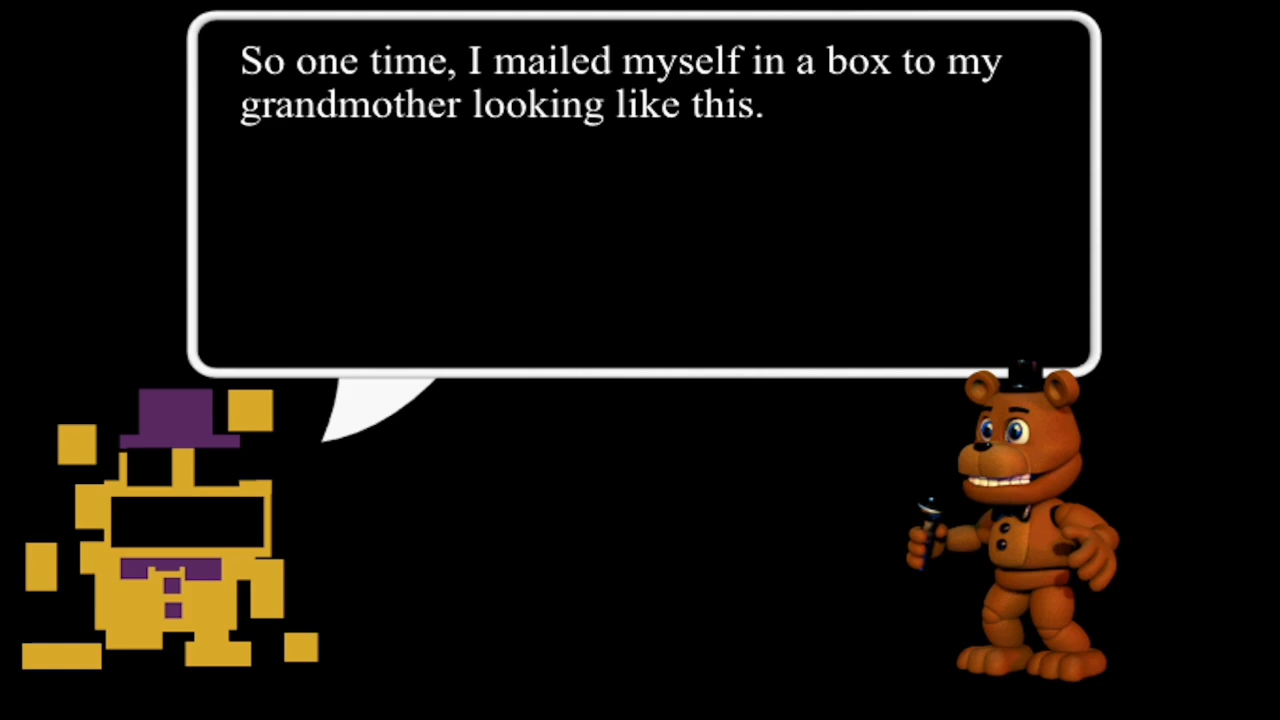 So one time, I mailed myself in a box to my
grandmother looking like this.